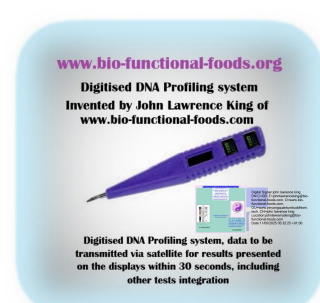 www.bio-functional-foods.org
Digitised DNA Profiling system
Invented by John Lawrence King of
www.bio-functional-foods.com
Digitised DNA Profiling system, data to be
transmitted via satellite for results presented
on the displays within 30 seconds, including
other tests integration